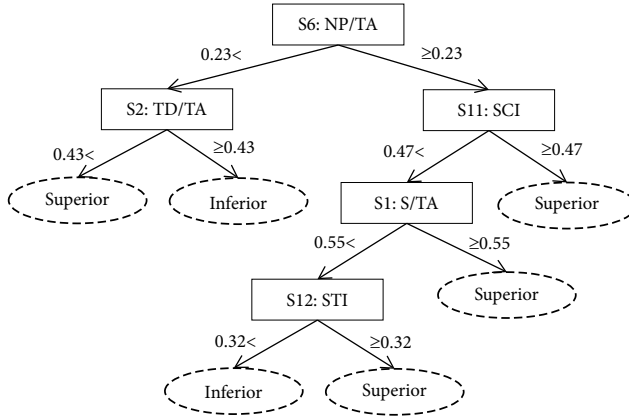 S6: NP/TA
0.23<
≥0.23
S2: TD/TA
S11: SCI
0.43<
≥0.43
0.47<
≥0.47
Superior
Inferior
S1: S/TA
Superior
0.55<
≥0.55
S12: STI
Superior
0.32<
≥0.32
Inferior
Superior